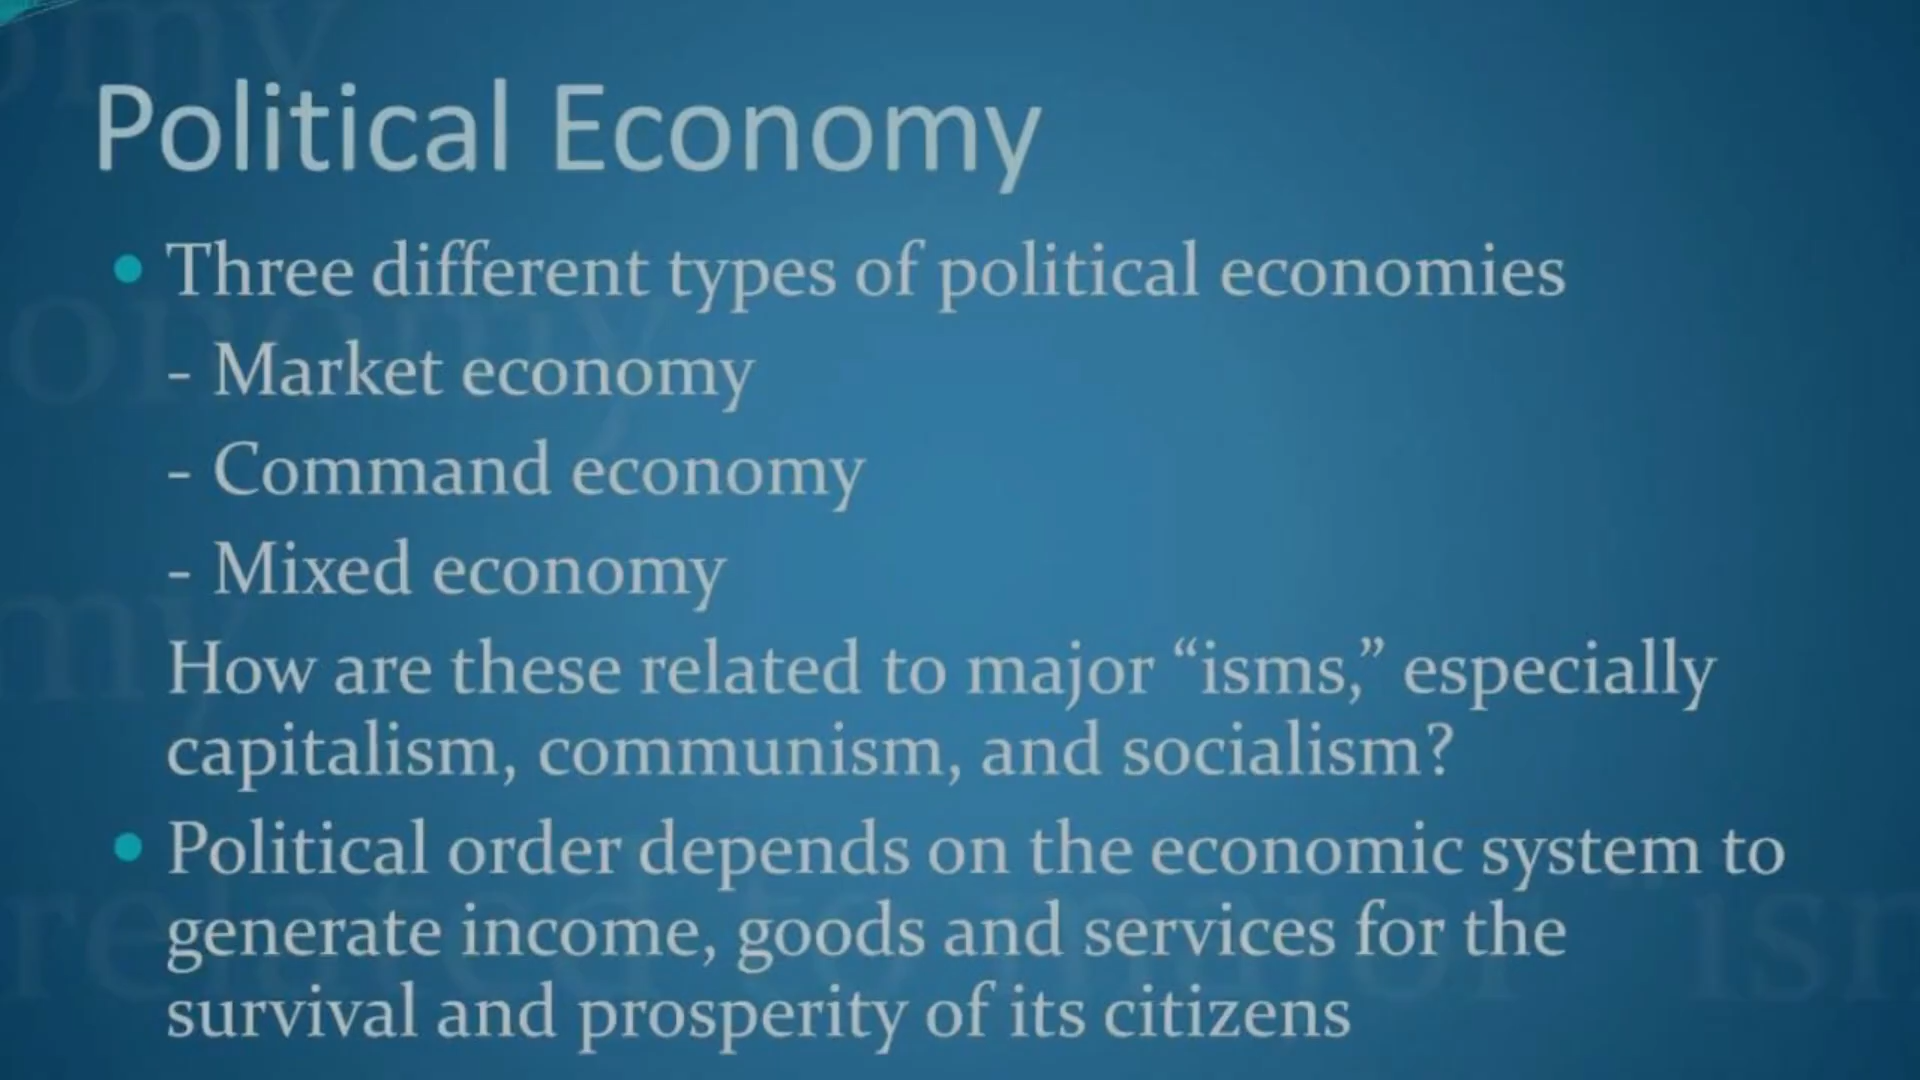 Political Economy
• Three different types of political economies
- Market economy
- Command economy
- Mixed economy
How are these related to major “isms,” especially
capitalism, communism, and socialism?
• Political order depends on the economic system to
generate income, goods and services for the
survival and prosperity of its citizens